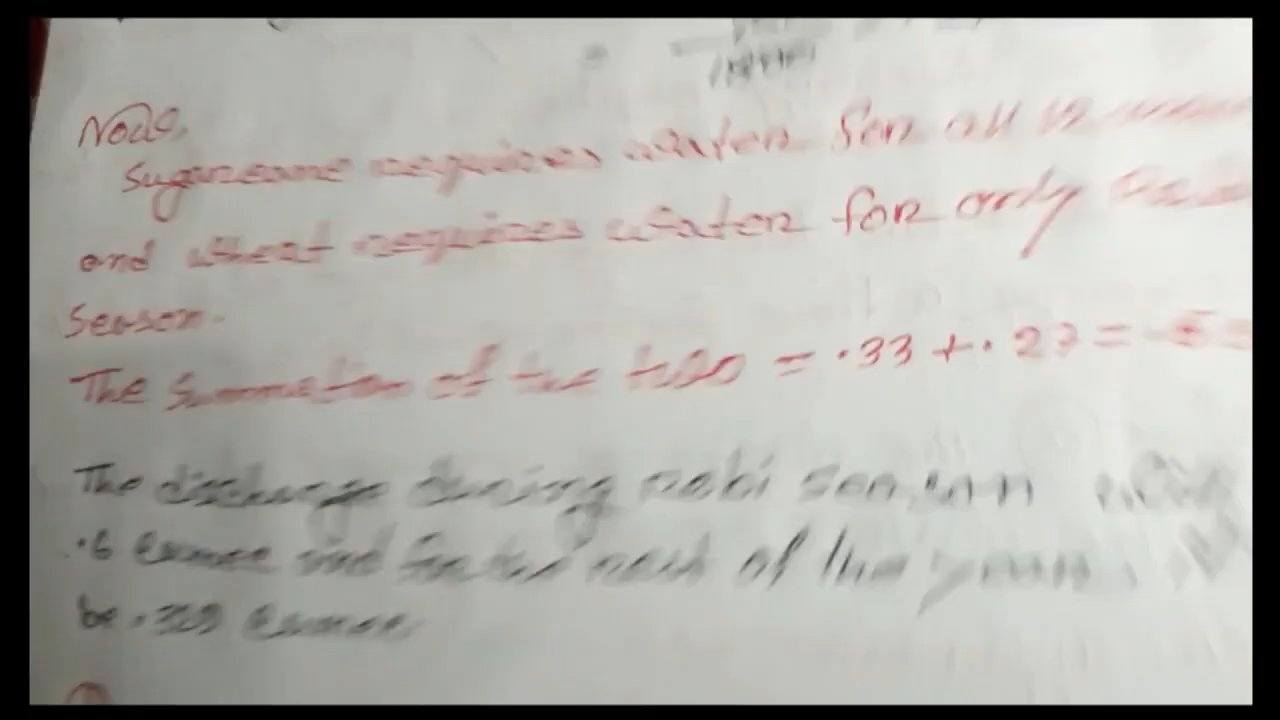 =
Note,
Sugarcane requires water for all 12
and wheat requires water for only
Season.
The Summation of the two = .33 + .27 =
The discharge during rabi season will
.6 cumec and for the rest of the year
be .33 cumec.